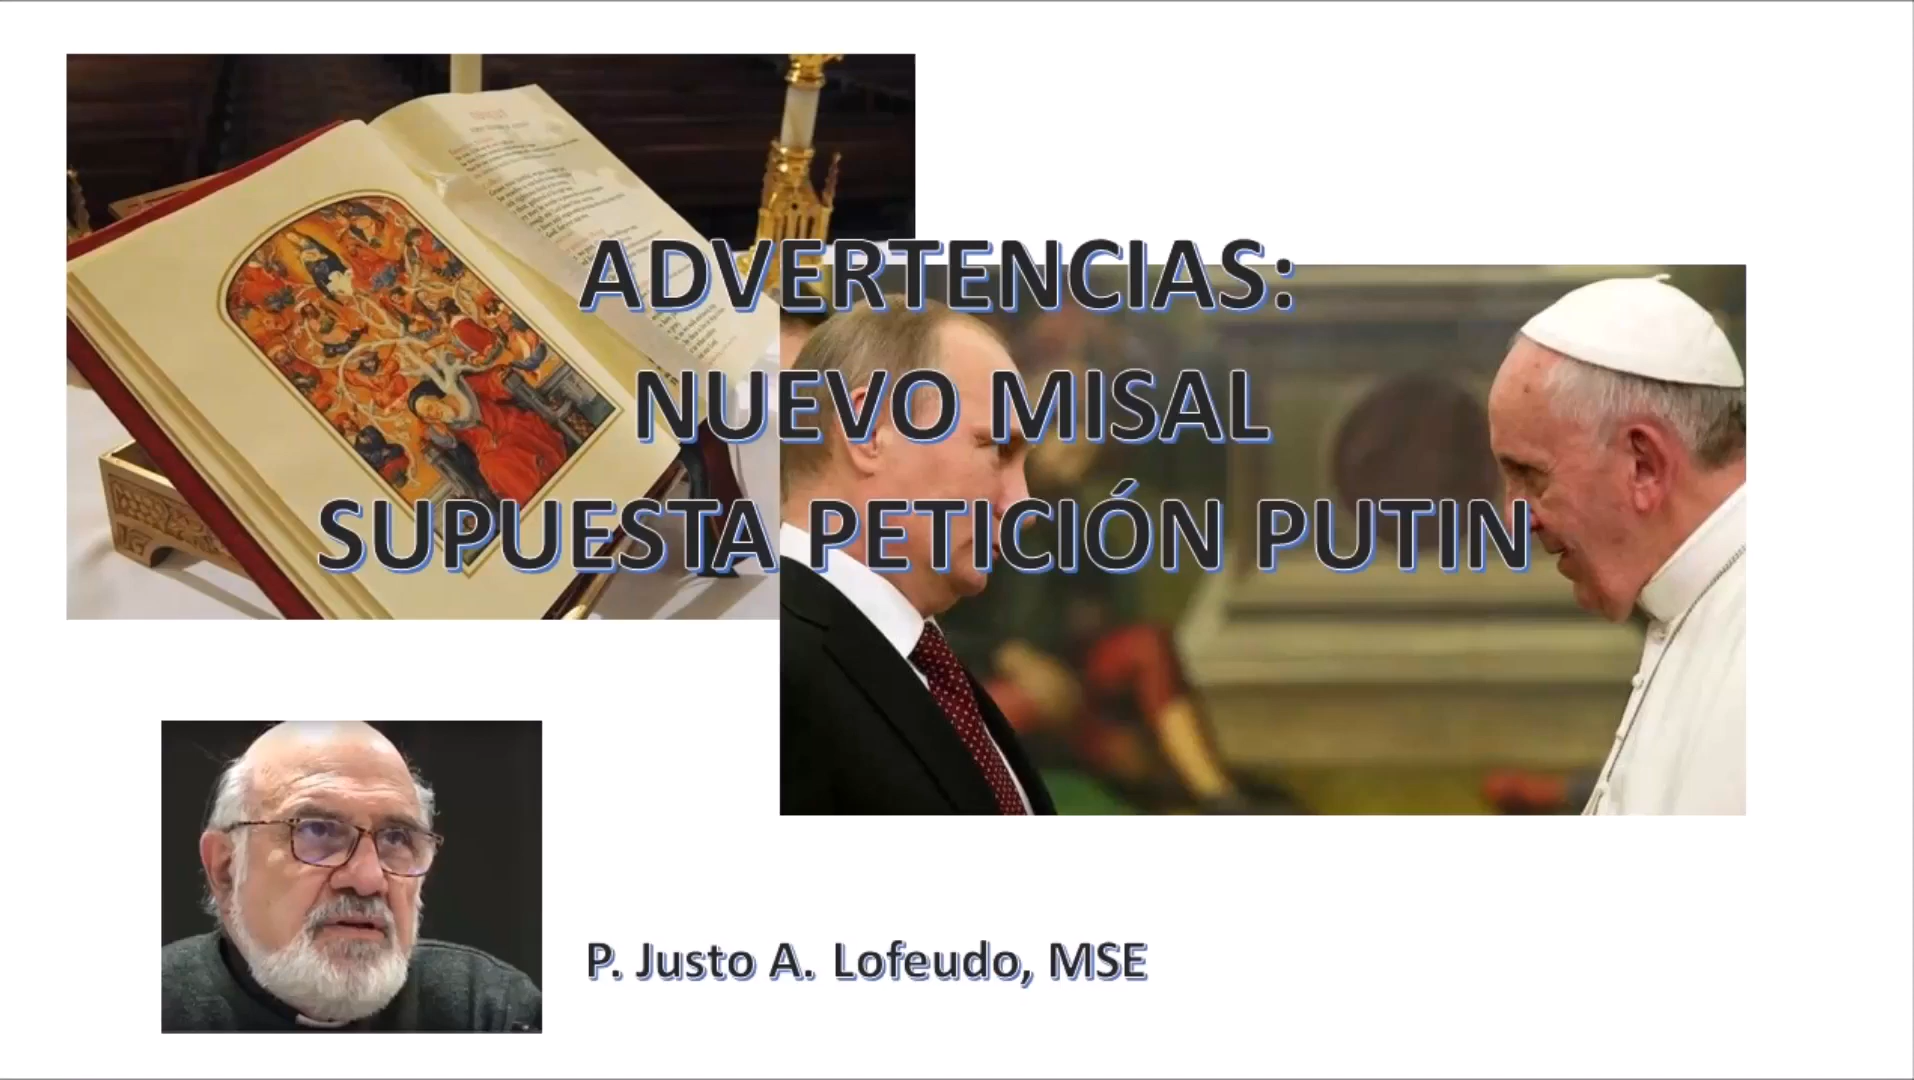 ADVERTENCIAS:
NUEVO MISAL
SUPUESTA PETICIÓN PUTIN
P. Justo A. Lofeudo, MSE